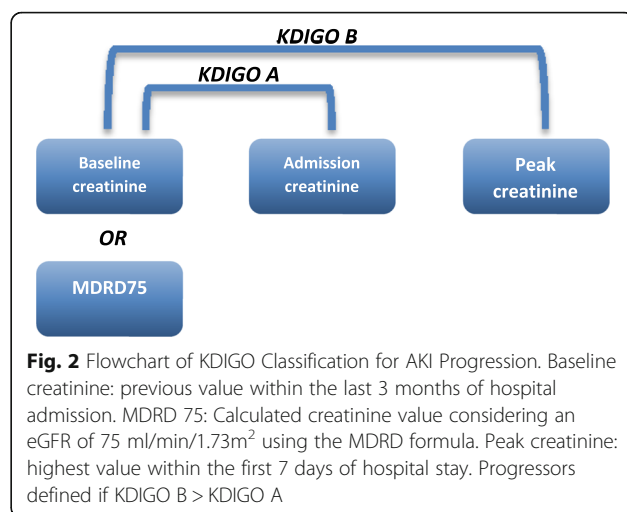 KDIGO B
KDIGO A
Baseline
creatinine
Admission
creatinine
Peak
creatinine
OR
MDRD75
Fig. 2 Flowchart of KDIGO Classification for AKI Progression. Baseline
creatinine: previous value within the last 3 months of hospital
admission. MDRD 75: Calculated creatinine value considering an
eGFR of 75 ml/min/1.73m² using the MDRD formula. Peak creatinine:
highest value within the first 7 days of hospital stay. Progressors
defined if KDIGO B > KDIGO A